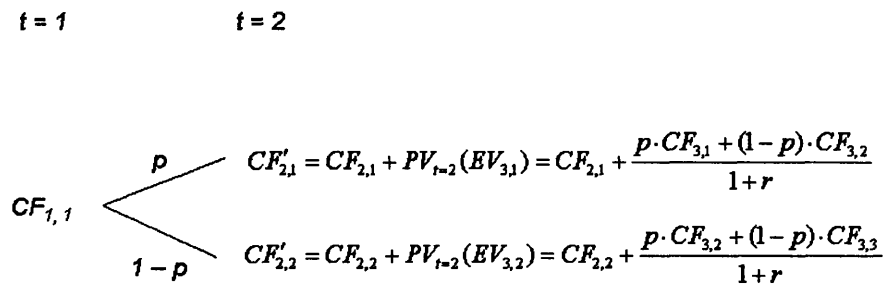 t = 1 t = 2
p CF′_{2,1} = CF_{2,1} + PV_{t=2}(EV_{3,1}) = CF_{2,1} + \frac{p·CF_{3,1} + (1−p)·CF_{3,2}}{1+r}
CF_{1, 1}
1 – p CF′_{2,2} = CF_{2,2} + PV_{t=2}(EV_{3,2}) = CF_{2,2} + \frac{p·CF_{3,2} + (1−p)·CF_{3,3}}{1+r}